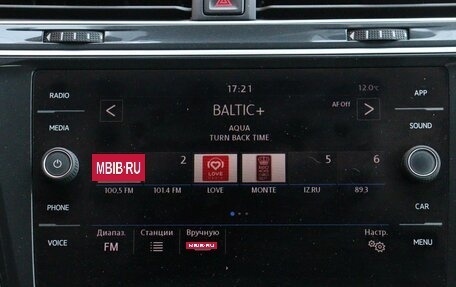 17:21
12.0°C
RADIO
APP
BALTIC+
AF Off
MEDIA
AQUA
SOUND
TURN BACK TIME
MBIB·RU
2
LOVE
5
6
100.5 FM
101.4 FM
LOVE
MONTE
IZ.RU
89.3
PHONE
CAR
Диапаз.
Станции
Вручную
Настр.
VOICE
FM
MBIB·RU
MENU